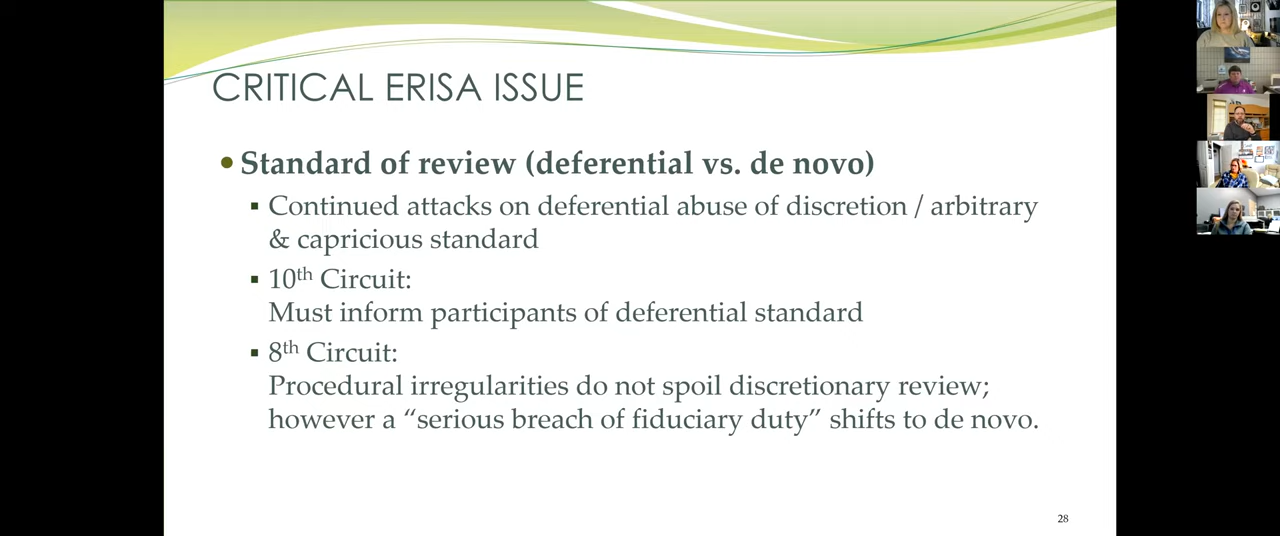 CRITICAL ERISA ISSUE
• Standard of review (deferential vs. de novo)
▪ Continued attacks on deferential abuse of discretion / arbitrary
& capricious standard
▪ 10th Circuit:
Must inform participants of deferential standard
▪ 8th Circuit:
Procedural irregularities do not spoil discretionary review;
however a “serious breach of fiduciary duty” shifts to de novo.
28